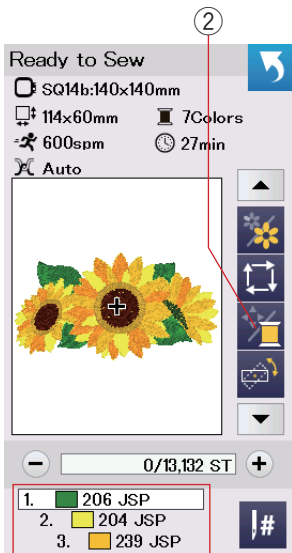 ②
Ready to Sew
SQ14b:140x140mm
114x60mm 7Colors
600spm 27min
Auto
− 0/13,132 ST +
1. 206 JSP
2. 204 JSP
3. 239 JSP
#